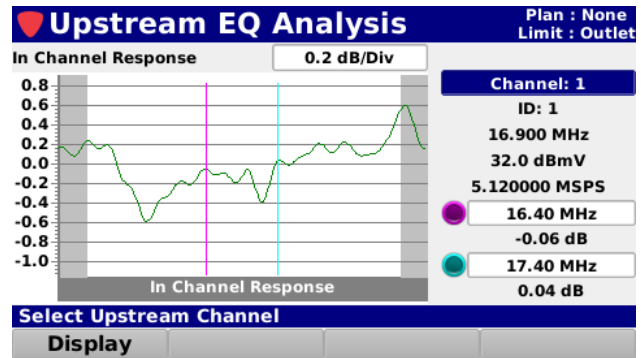 Upstream EQ Analysis
Plan : None
Limit : Outlet
In Channel Response
0.2 dB/Div
0.8
0.6
0.4
0.2
0.0
-0.2
-0.4
-0.6
-0.8
-1.0
In Channel Response
Channel: 1
ID: 1
16.900 MHz
32.0 dBmV
5.120000 MSPS
16.40 MHz
-0.06 dB
17.40 MHz
0.04 dB
Select Upstream Channel
Display